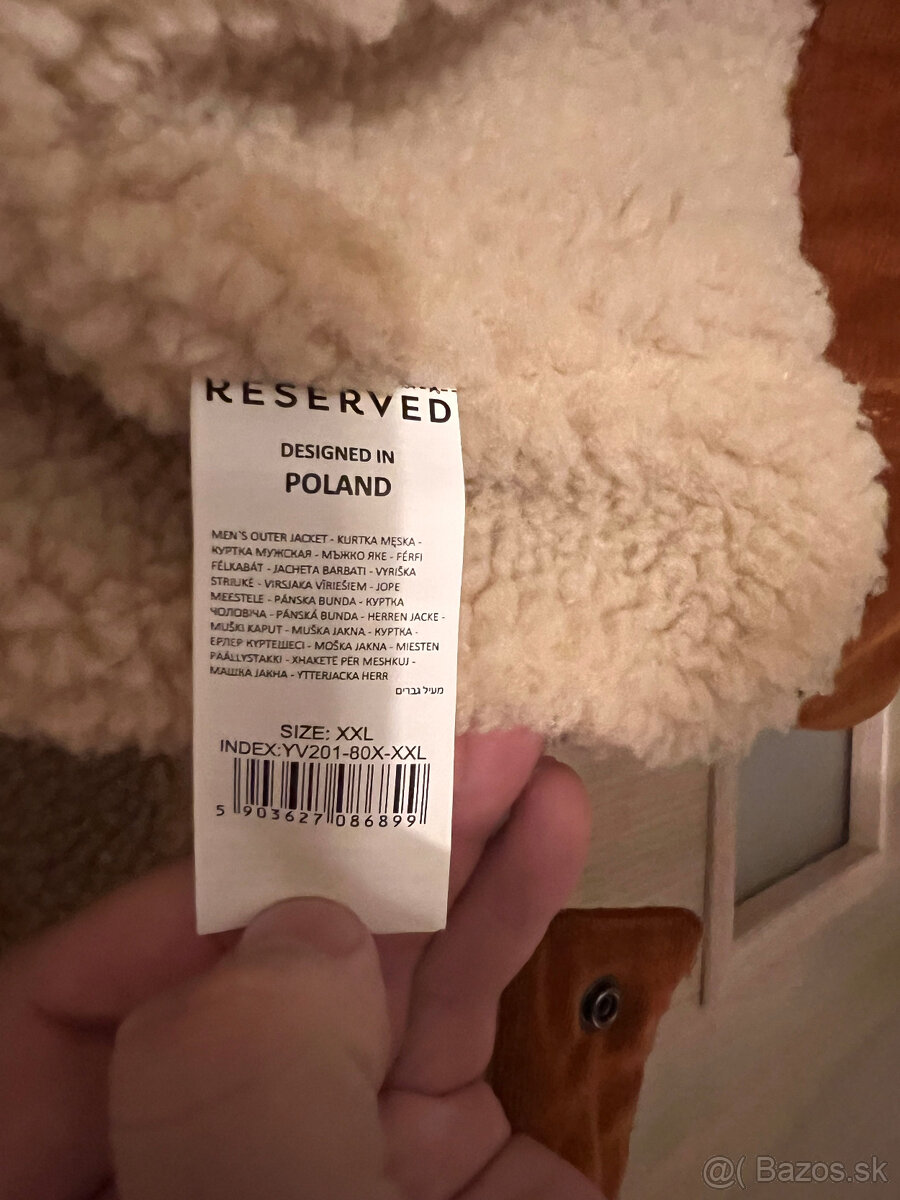 RESERVED
DESIGNED IN
POLAND
MEN`S OUTER JACKET - KURTKA MĘSKA -
КУРТКА МУЖСКАЯ - МЪЖКО ЯКЕ - FÉRFI
FÉLKABÁT - JACHETA BARBATI - VYRIŠKA
STRIUKĖ - VIRSJAKA VĪRIEŠIEM - JOPE
MEESTELE - PÁNSKA BUNDA - КУРТКА
ЧОЛОВІЧА - PÁNSKÁ BUNDA - HERREN JACKE -
MUŠKI KAPUT - MUŠKA JAKNA - КУРТКА -
ЕРЛЕР КҮРТЕШЕСІ - MOŠKA JAKNA - MIESTEN
PÄÄLLYSTAKKI - XHAKETË PËR MESHKUJ -
МАШКА ЈАКНА - YTTERJACKA HERR
מעיל גברים
SIZE: XXL
INDEX:YV201-80X-XXL
5 903627 086899
@( Bazos.sk